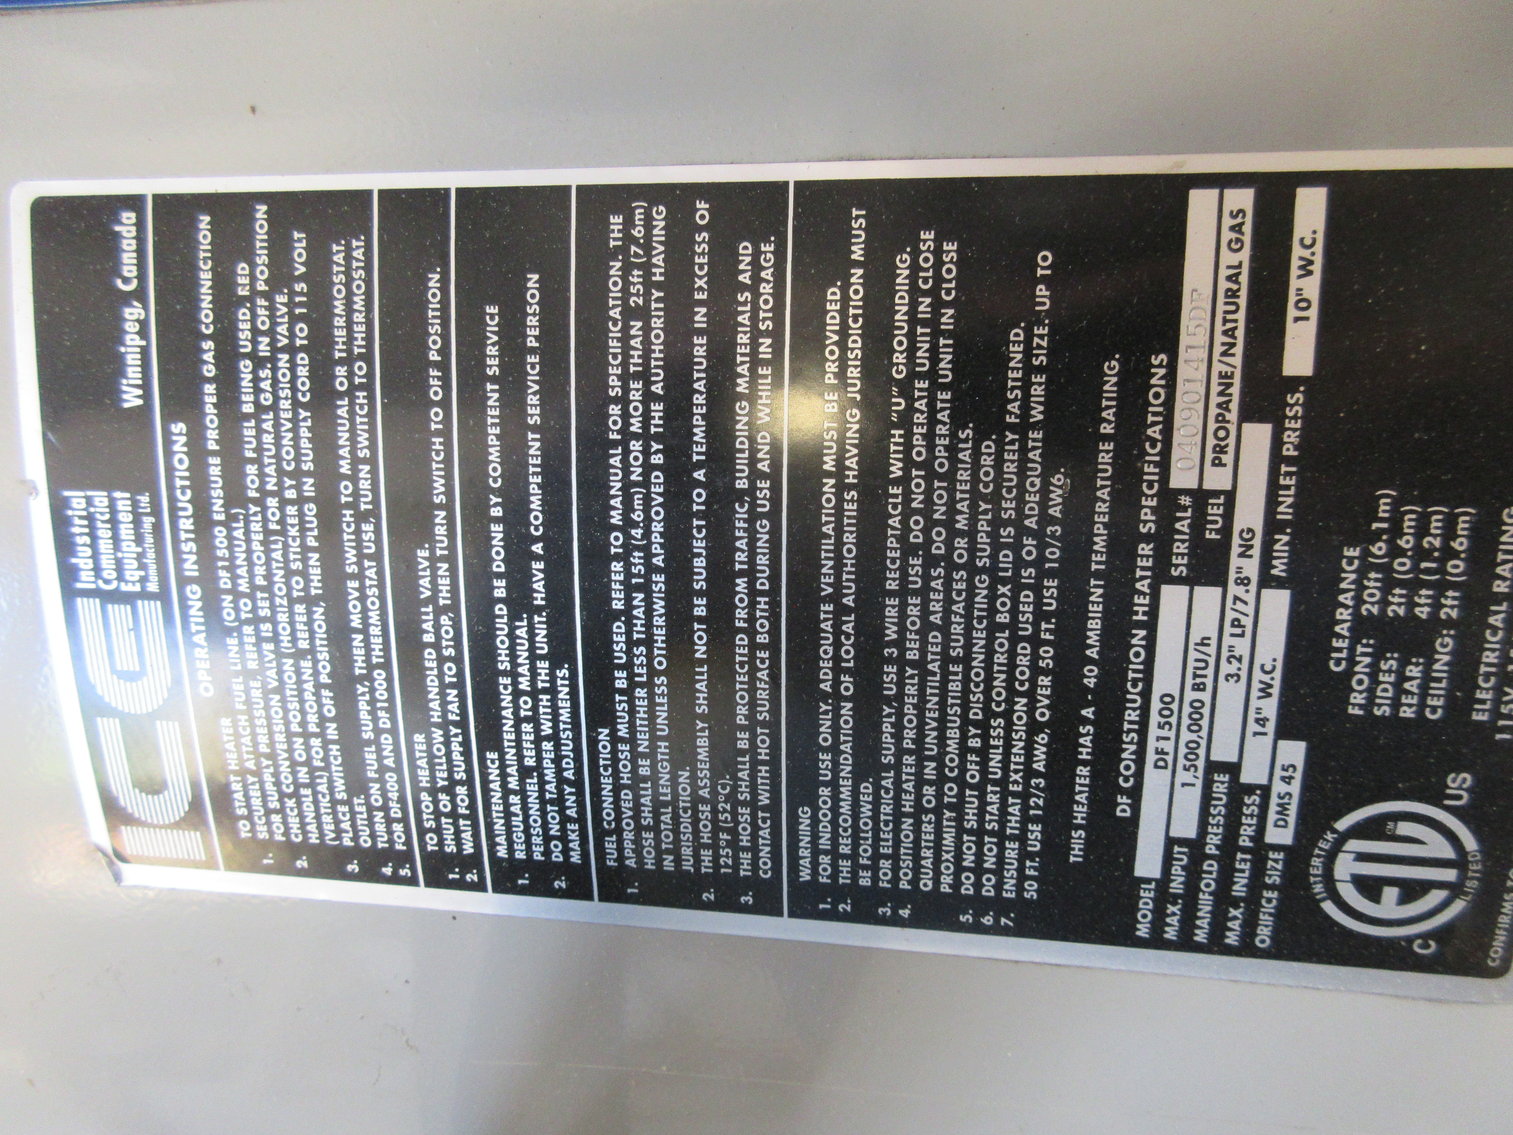 ICE
Industrial
Commercial
Equipment
Manufacturing Ltd.
Winnipeg, Canada
OPERATING INSTRUCTIONS
TO START HEATER
1. SECURELY ATTACH FUEL LINE. (ON DF1500 ENSURE PROPER GAS CONNECTION
FOR SUPPLY PRESSURE, REFER TO MANUAL.)
2. CHECK CONVERSION VALVE IS SET PROPERLY FOR FUEL BEING USED. RED
HANDLE IN ON POSITION (HORIZONTAL) FOR NATURAL GAS. IN OFF POSITION
(VERTICAL) FOR PROPANE. REFER TO STICKER BY CONVERSION VALVE.
3. PLACE SWITCH IN OFF POSITION, THEN PLUG IN SUPPLY CORD TO 115 VOLT
OUTLET.
4. TURN ON FUEL SUPPLY, THEN MOVE SWITCH TO MANUAL OR THERMOSTAT.
5. FOR DF400 AND DF1000 THERMOSTAT USE, TURN SWITCH TO THERMOSTAT.
TO STOP HEATER
1. SHUT OF YELLOW HANDLED BALL VALVE.
2. WAIT FOR SUPPLY FAN TO STOP, THEN TURN SWITCH TO OFF POSITION.
MAINTENANCE
1. REGULAR MAINTENANCE SHOULD BE DONE BY COMPETENT SERVICE
PERSONNEL. REFER TO MANUAL.
2. DO NOT TAMPER WITH THE UNIT, HAVE A COMPETENT SERVICE PERSON
MAKE ANY ADJUSTMENTS.
FUEL CONNECTION
1. APPROVED HOSE MUST BE USED. REFER TO MANUAL FOR SPECIFICATION. THE
HOSE SHALL BE NEITHER LESS THAN 15ft (4.6m) NOR MORE THAN 25ft (7.6m)
IN TOTAL LENGTH UNLESS OTHERWISE APPROVED BY THE AUTHORITY HAVING
JURISDICTION.
2. THE HOSE ASSEMBLY SHALL NOT BE SUBJECT TO A TEMPERATURE IN EXCESS OF
125°F (52°C).
3. THE HOSE SHALL BE PROTECTED FROM TRAFFIC, BUILDING MATERIALS AND
CONTACT WITH HOT SURFACE BOTH DURING USE AND WHILE IN STORAGE.
WARNING
1. FOR INDOOR USE ONLY. ADEQUATE VENTILATION MUST BE PROVIDED.
2. THE RECOMMENDATION OF LOCAL AUTHORITIES HAVING JURISDICTION MUST
BE FOLLOWED.
3. FOR ELECTRICAL SUPPLY, USE 3 WIRE RECEPTACLE WITH "U" GROUNDING.
4. POSITION HEATER PROPERLY BEFORE USE. DO NOT OPERATE UNIT IN CLOSE
QUARTERS OR IN UNVENTILATED AREAS. DO NOT OPERATE UNIT IN CLOSE
PROXIMITY TO COMBUSTIBLE SURFACES OR MATERIALS.
5. DO NOT SHUT OFF BY DISCONNECTING SUPPLY CORD.
6. DO NOT START UNLESS CONTROL BOX LID IS SECURELY FASTENED.
7. ENSURE THAT EXTENSION CORD USED IS OF ADEQUATE WIRE SIZE. UP TO
50 FT. USE 12/3 AW6, OVER 50 FT. USE 10/3 AW6.
THIS HEATER HAS A - 40 AMBIENT TEMPERATURE RATING.
DF CONSTRUCTION HEATER SPECIFICATIONS
MODEL DF1500 SERIAL# 040901415DF
MAX. INPUT 1,500,000 BTU/h FUEL PROPANE/NATURAL GAS
MANIFOLD PRESSURE 3.2" LP/7.8" NG
MAX. INLET PRESS. 14" W.C. MIN. INLET PRESS. 10" W.C.
ORIFICE SIZE DMS 45
CLEARANCE
FRONT: 20ft (6.1m)
SIDES: 2ft (0.6m)
REAR: 4ft (1.2m)
CEILING: 2ft (0.6m)
INTERTEK
ETL CM
LISTED
C US
ELECTRICAL RATING
115V,
CONFIRMS TO